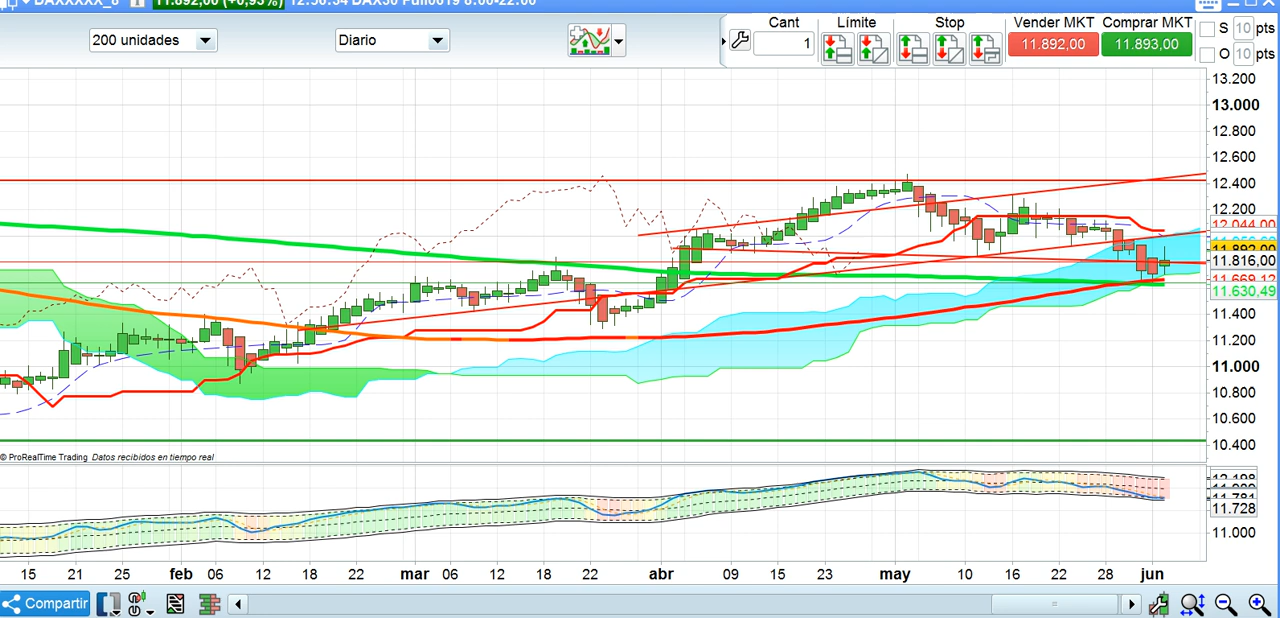 DAXXXXX_8 11.892,00 (+0,93%) 12:56:34 DAX30 Full0619 8:00-22:00
200 unidades Diario
Cant Límite Stop Vender MKT Comprar MKT
1 11.892,00 11.893,00
S 10 pts
O 10 pts
13.200
13.000
12.800
12.600
12.400
12.200
12.044,00
11.892,00
11.816,00
11.669,12
11.630,49
11.400
11.200
11.000
10.800
10.600
10.400
© ProRealTime Trading Datos recibidos en tiempo real
11.781
11.728
11.000
15 21 25 feb 06 12 18 22 mar 06 12 18 22 abr 09 15 23 may 10 16 22 28 jun
Compartir